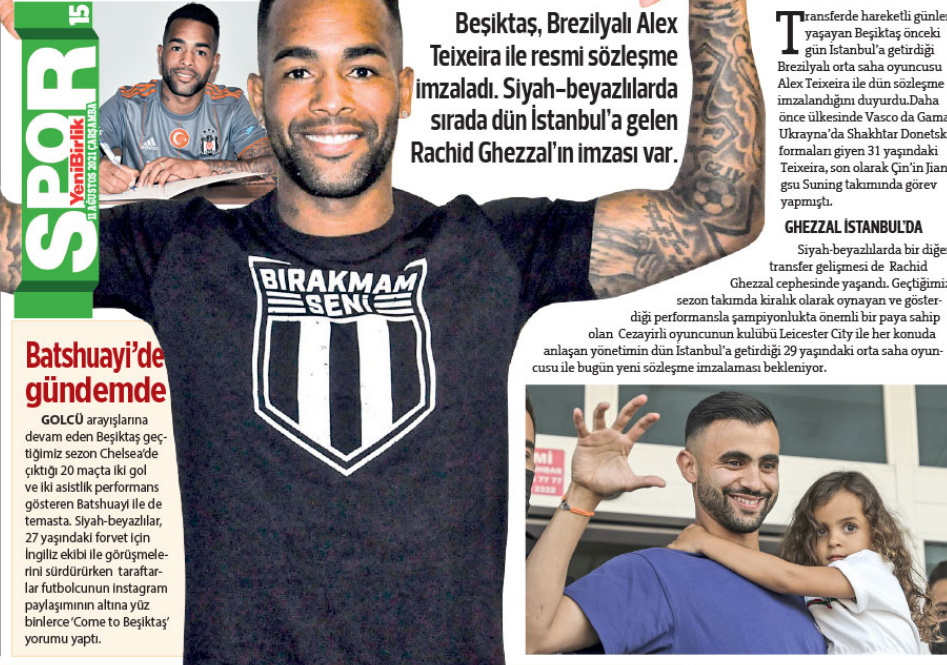 15
SPOR
YeniBirlik
11 AĞUSTOS 2021 ÇARŞAMBA
Beşiktaş, Brezilyalı Alex
Teixeira ile resmi sözleşme
imzaladı. Siyah-beyazlılarda
sırada dün İstanbul'a gelen
Rachid Ghezzal'ın imzası var.
Transferde hareketli günler
yaşayan Beşiktaş önceki
gün İstanbul'a getirdiği
Brezilyalı orta saha oyuncusu
Alex Teixeira ile dün sözleşme
imzalandığını duyurdu.Daha
önce ülkesinde Vasco da Gama
Ukrayna'da Shakhtar Donetsk
formaları giyen 31 yaşındaki
Teixeira, son olarak Çin'in Jian
gsu Suning takımında görev
yapmıştı.
GHEZZAL İSTANBUL'DA
Siyah-beyazlılarda bir diğer
transfer gelişmesi de Rachid
Ghezzal cephesinde yaşandı. Geçtiğimiz
sezon takımda kiralık olarak oynayan ve göster-
diği performansla şampiyonlukta önemli bir paya sahip
olan Cezayirli oyuncunun kulübü Leicester City ile her konuda
anlaşan yönetimin dün İstanbul'a getirdiği 29 yaşındaki orta saha oyun-
cusu ile bugün yeni sözleşme imzalaması bekleniyor.
BIRAKMAM
SENİ
Batshuayi'de
gündemde
GOLCÜ arayışlarına
devam eden Beşiktaş geç-
tiğimiz sezon Chelsea'de
çıktığı 20 maçta iki gol
ve iki asistlik performans
gösteren Batshuayi ile de
temasta. Siyah-beyazlılar,
27 yaşındaki forvet için
İngiliz ekibi ile görüşmele-
rini sürdürürken taraftar-
lar futbolcunun instagram
paylaşımının altına yüz
binlerce 'Come to Beşiktaş'
yorumu yaptı.